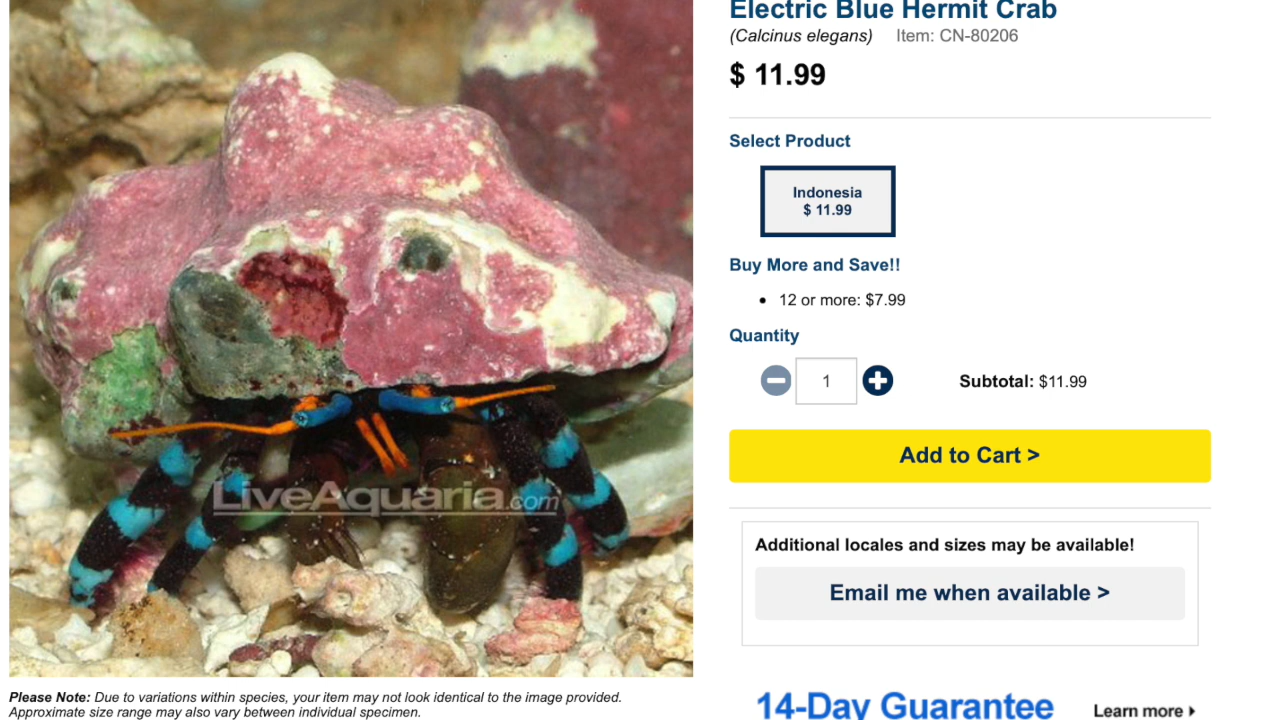 Electric Blue Hermit Crab
(Calcinus elegans) Item: CN-80206
$ 11.99
Select Product
Indonesia
$ 11.99
Buy More and Save!!
• 12 or more: $7.99
Quantity
1 Subtotal: $11.99
Add to Cart >
LiveAquaria.com
Additional locales and sizes may be available!
Email me when available >
Please Note: Due to variations within species, your item may not look identical to the image provided.
Approximate size range may also vary between individual specimen.
14-Day Guarantee Learn more